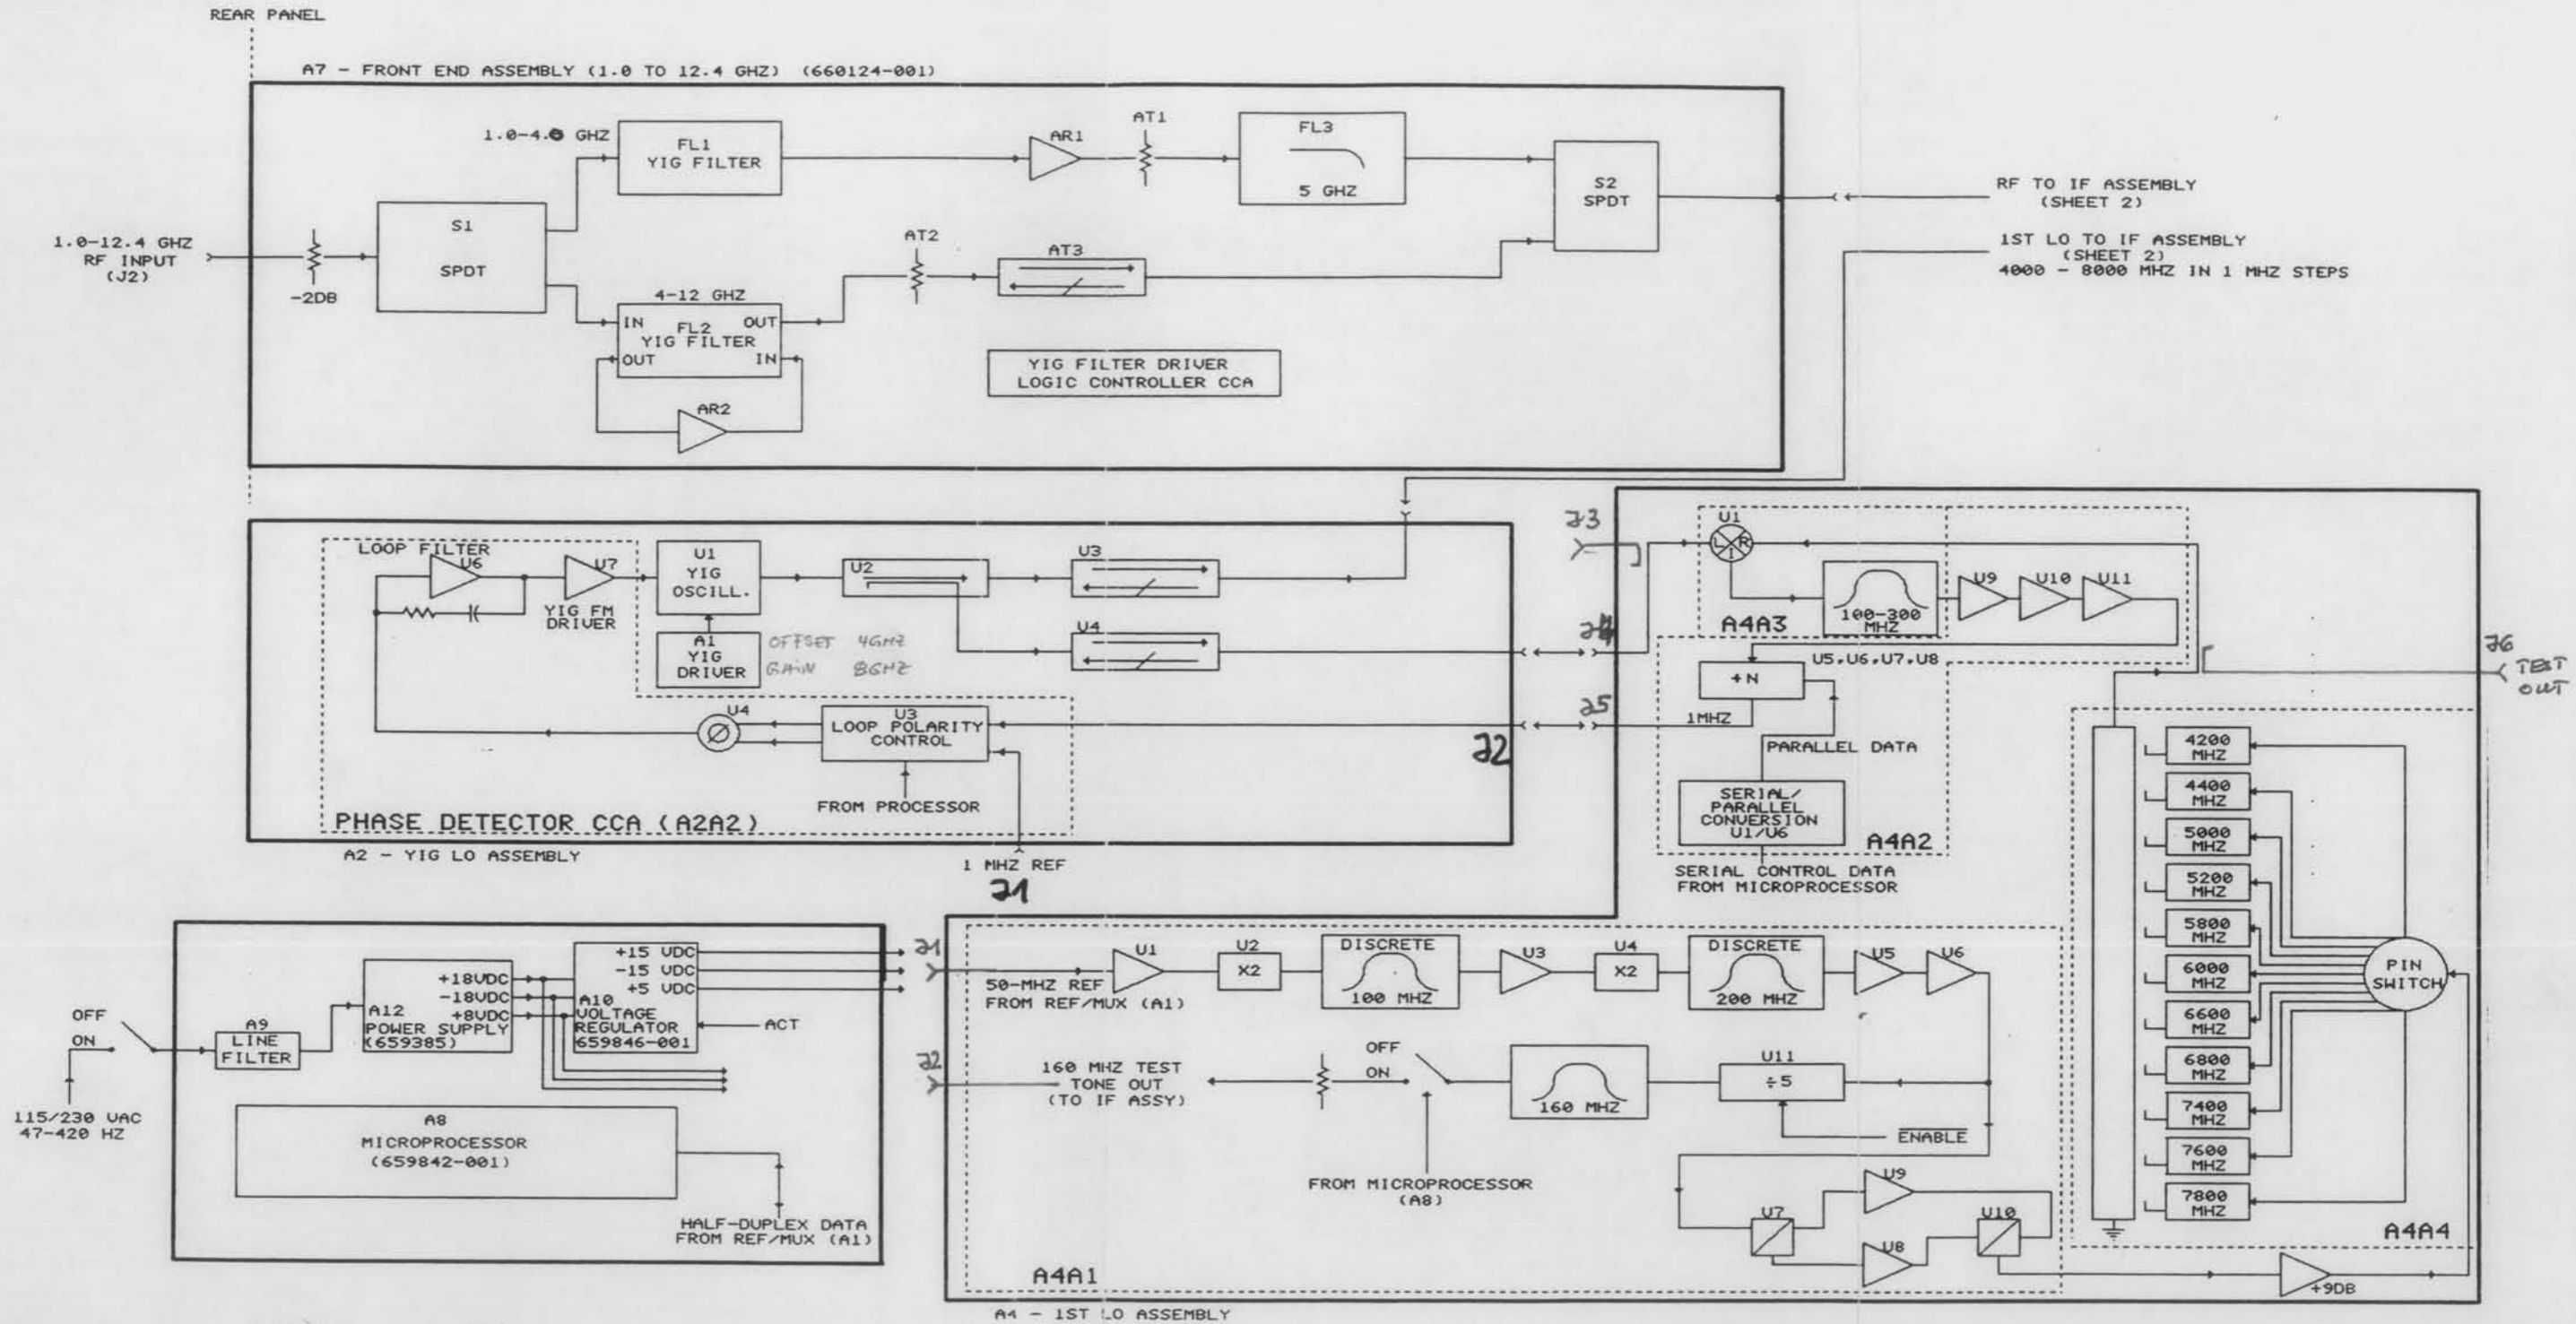 REAR PANEL
A7 - FRONT END ASSEMBLY (1.0 TO 12.4 GHZ) (660124-001)
1.0-12.4 GHZ
RF INPUT
(J2)
-2DB
S1
SPDT
1.0-4.0 GHZ
FL1
YIG FILTER
AR1
AT1
FL3
5 GHZ
S2
SPDT
4-12 GHZ
IN
OUT
FL2
YIG FILTER
OUT
IN
AR2
AT2
AT3
YIG FILTER DRIVER
LOGIC CONTROLLER CCA
RF TO IF ASSEMBLY
(SHEET 2)
1ST LO TO IF ASSEMBLY
(SHEET 2)
4000 - 8000 MHZ IN 1 MHZ STEPS
LOOP FILTER
U6
U7
YIG FM
DRIVER
U1
YIG
OSCILL.
A1
YIG
DRIVER
OFFSET 4GHZ
GAIN 8GHZ
U2
U3
U4
U4
U3
LOOP POLARITY
CONTROL
FROM PROCESSOR
PHASE DETECTOR CCA (A2A2)
A2 - YIG LO ASSEMBLY
1 MHZ REF
J1
J2
J3
J4
J5
U1
L R
I
100-300
MHZ
A4A3
U9
U10
U11
U5,U6,U7,U8
÷N
1MHZ
PARALLEL DATA
SERIAL/
PARALLEL
CONVERSION
U1/U6
A4A2
SERIAL CONTROL DATA
FROM MICROPROCESSOR
J6
TEST
OUT
4200
MHZ
4400
MHZ
5000
MHZ
5200
MHZ
5800
MHZ
6000
MHZ
6600
MHZ
6800
MHZ
7400
MHZ
7600
MHZ
7800
MHZ
PIN
SWITCH
A4A4
OFF
ON
115/230 VAC
47-420 HZ
A9
LINE
FILTER
A12
POWER SUPPLY
(659385)
+18VDC
-18VDC
+8VDC
+15 VDC
-15 VDC
+5 VDC
A10
VOLTAGE
REGULATOR
659846-001
ACT
A8
MICROPROCESSOR
(659842-001)
HALF-DUPLEX DATA
FROM REF/MUX (A1)
J1
50-MHZ REF
FROM REF/MUX (A1)
U1
U2
X2
DISCRETE
100 MHZ
U3
U4
X2
DISCRETE
200 MHZ
U5
U6
J2
160 MHZ TEST
TONE OUT
(TO IF ASSY)
OFF
ON
160 MHZ
U11
÷5
ENABLE
FROM MICROPROCESSOR
(A8)
U7
U9
U8
U10
+9DB
A4A1
A4 - 1ST LO ASSEMBLY